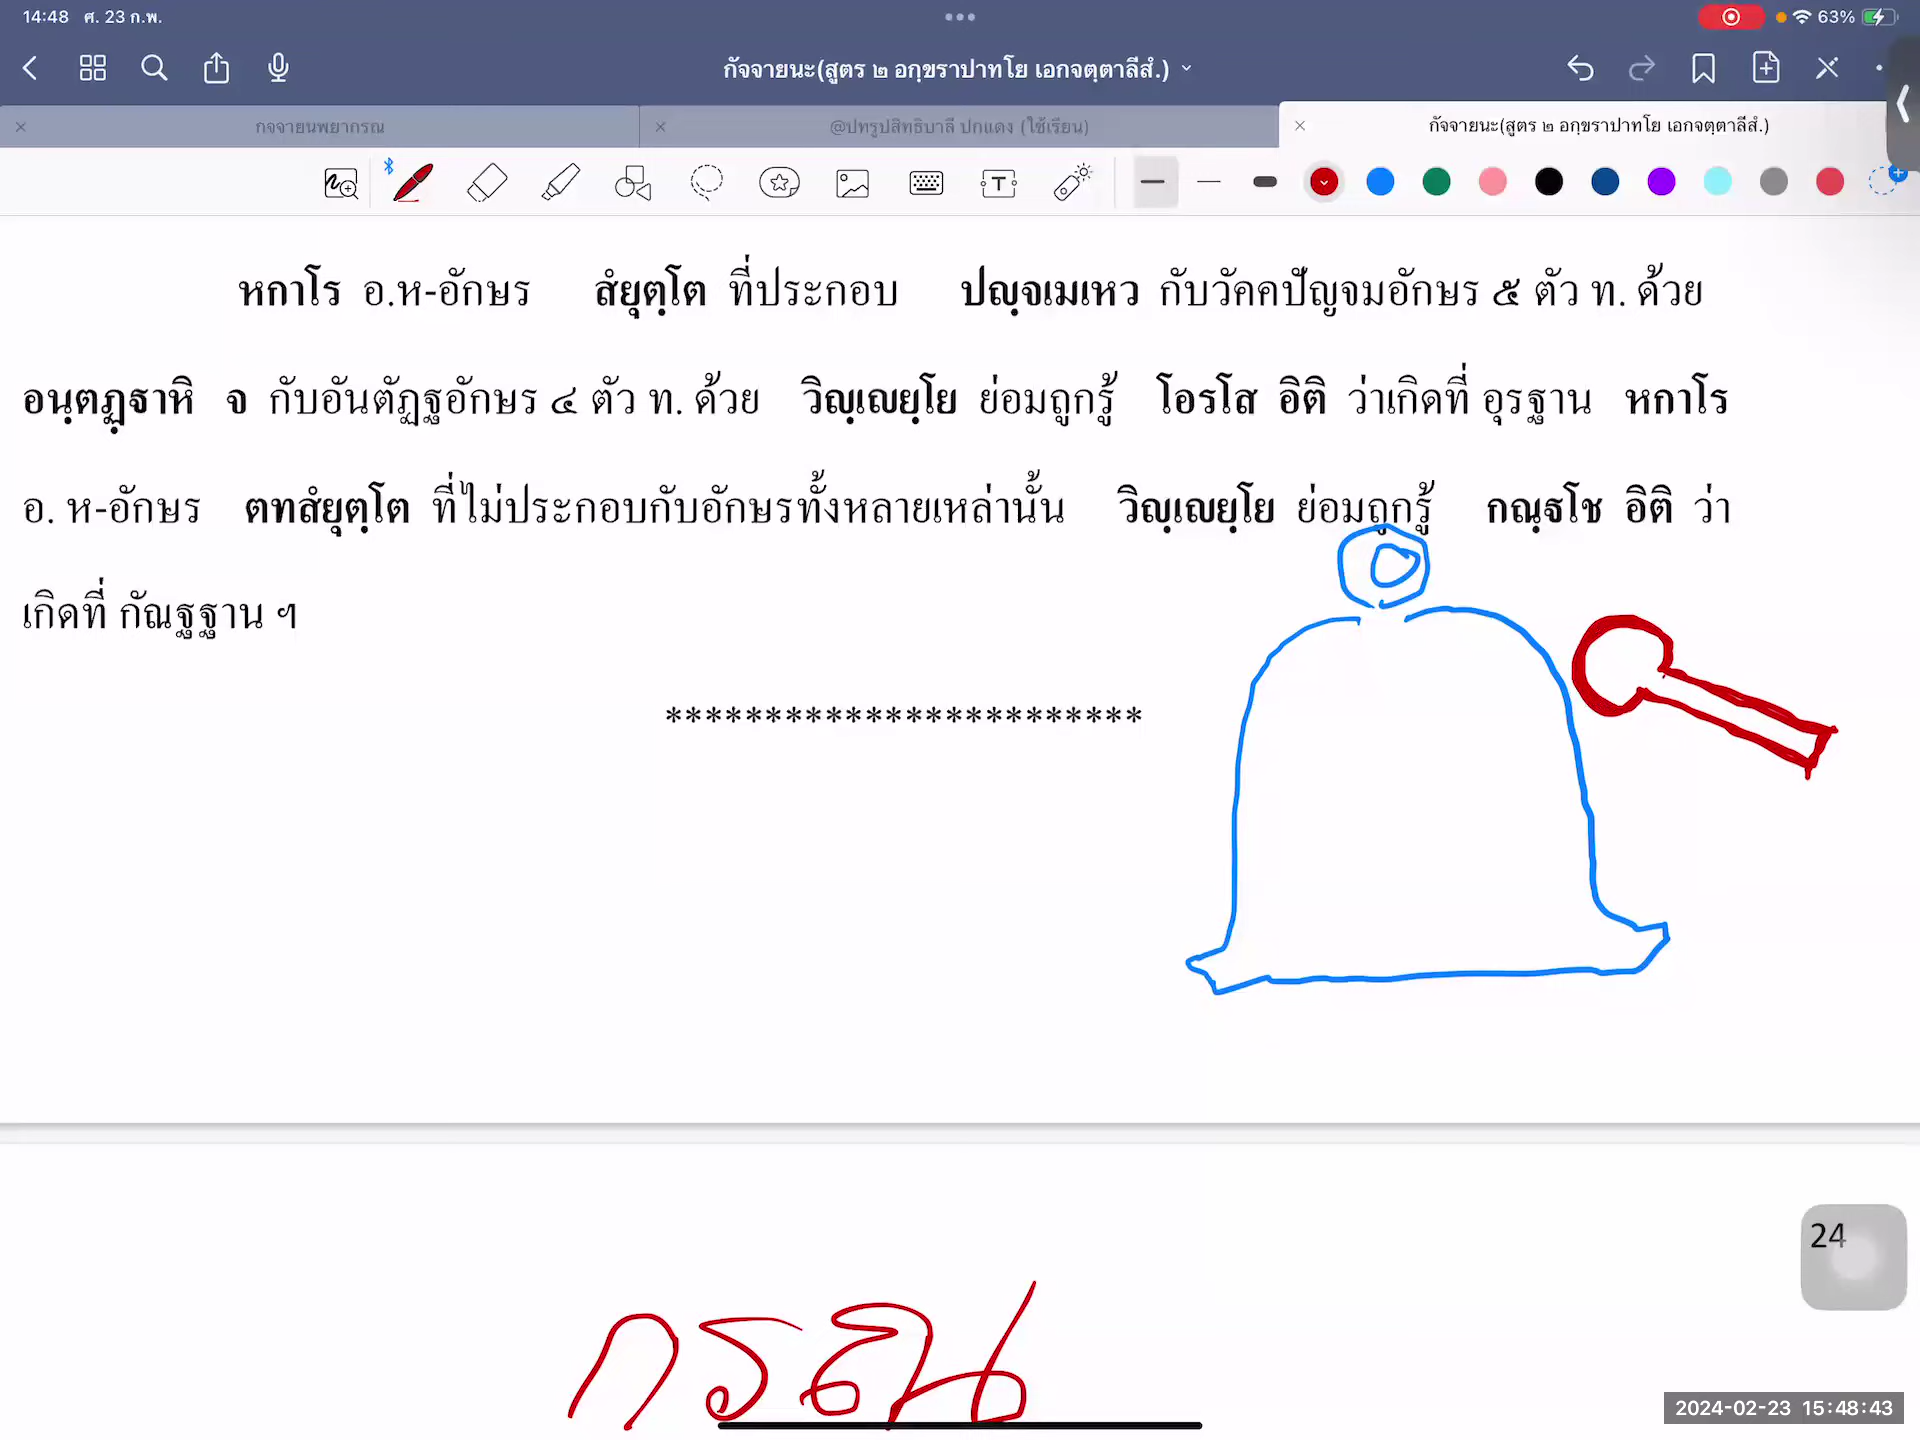 14:48 ศ. 23 ก.พ.
63%
กัจจายนะ(สูตร ๒ อกฺขราปาทโย เอกจตฺตาลีสํ.)
กจจายนพยากรณ
@ปทรูปสิทธิบาลี ปกแดง (ใช้เรียน)
กัจจายนะ(สูตร ๒ อกฺขราปาทโย เอกจตฺตาลีสํ.)
หกาโร อ.ห-อักษร สํยุตฺโต ที่ประกอบ ปญฺจเมเหว กับวัคคปัญจมอักษร ๕ ตัว ท. ด้วย
อนฺตฏฺฐาหิ จ กับอันตัฏฐอักษร ๔ ตัว ท. ด้วย วิญฺเญยฺโย ย่อมถูกรู้ โอรโส อิติ ว่าเกิดที่ อุรฐาน หกาโร
อ. ห-อักษร ตทสํยุตฺโต ที่ไม่ประกอบกับอักษรทั้งหลายเหล่านั้น วิญฺเญยฺโย ย่อมถูกรู้ กณฺฐโช อิติ ว่า
เกิดที่ กัณฐฐาน ฯ
************************
24
2024-02-23 15:48:43